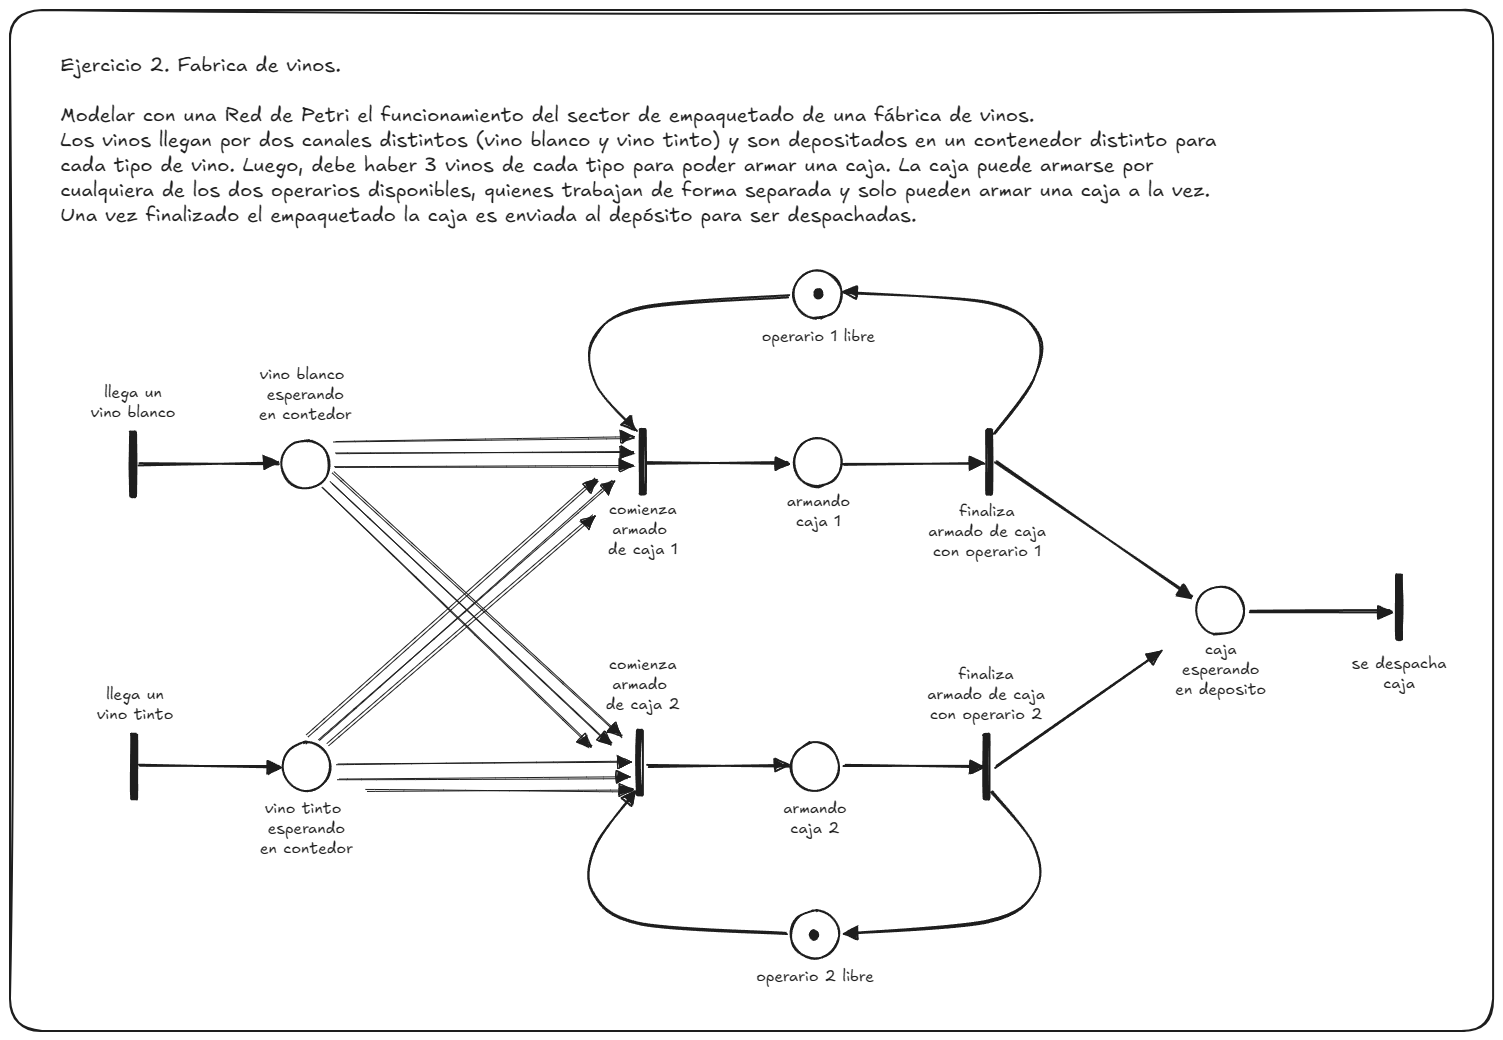 Ejercicio 2. Fabrica de vinos.
Modelar con una Red de Petri el funcionamiento del sector de empaquetado de una fábrica de vinos.
Los vinos llegan por dos canales distintos (vino blanco y vino tinto) y son depositados en un contenedor distinto para
cada tipo de vino. Luego, debe haber 3 vinos de cada tipo para poder armar una caja. La caja puede armarse por
cualquiera de los dos operarios disponibles, quienes trabajan de forma separada y solo pueden armar una caja a la vez.
Una vez finalizado el empaquetado la caja es enviada al depósito para ser despachadas.
operario 1 libre
llega un
vino blanco
vino blanco
esperando
en contedor
comienza
armado
de caja 1
armando
caja 1
finaliza
armado de caja
con operario 1
caja
esperando
en deposito
se despacha
caja
llega un
vino tinto
vino tinto
esperando
en contedor
comienza
armado
de caja 2
armando
caja 2
finaliza
armado de caja
con operario 2
operario 2 libre